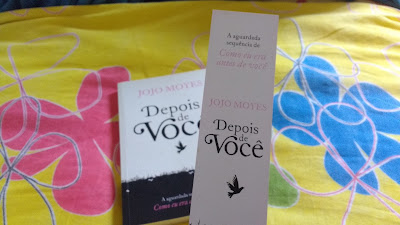 JOJO MOYES
Depois
de
Você
A aguardada
Como eu era
A aguardada
sequência de
Como eu era
antes de você
JOJO MOYES
Depois
de
Você